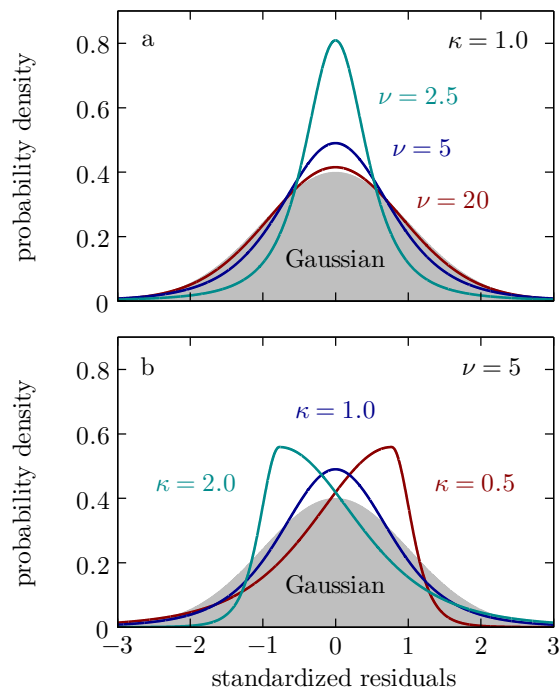 a
κ = 1.0
0.8
0.6
0.4
0.2
0
probability density
ν = 2.5
ν = 5
ν = 20
Gaussian
b
ν = 5
0.8
0.6
0.4
0.2
0
probability density
κ = 1.0
κ = 2.0
κ = 0.5
Gaussian
−3 −2 −1 0 1 2 3
standardized residuals